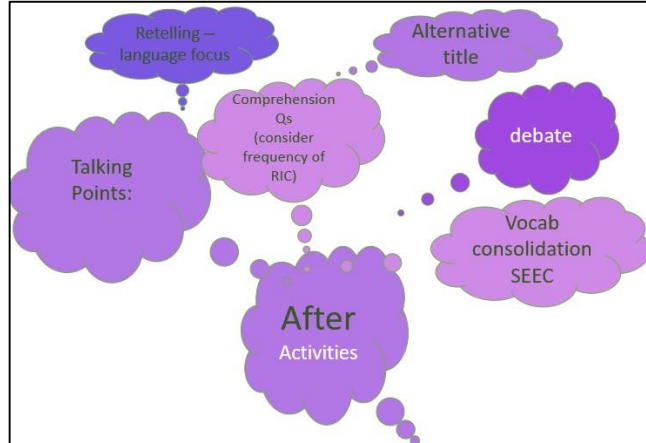 Retelling –
language focus
Alternative
title
Comprehension
Qs
(consider
frequency of
RIC)
debate
Talking
Points:
Vocab
consolidation
SEEC
After
Activities